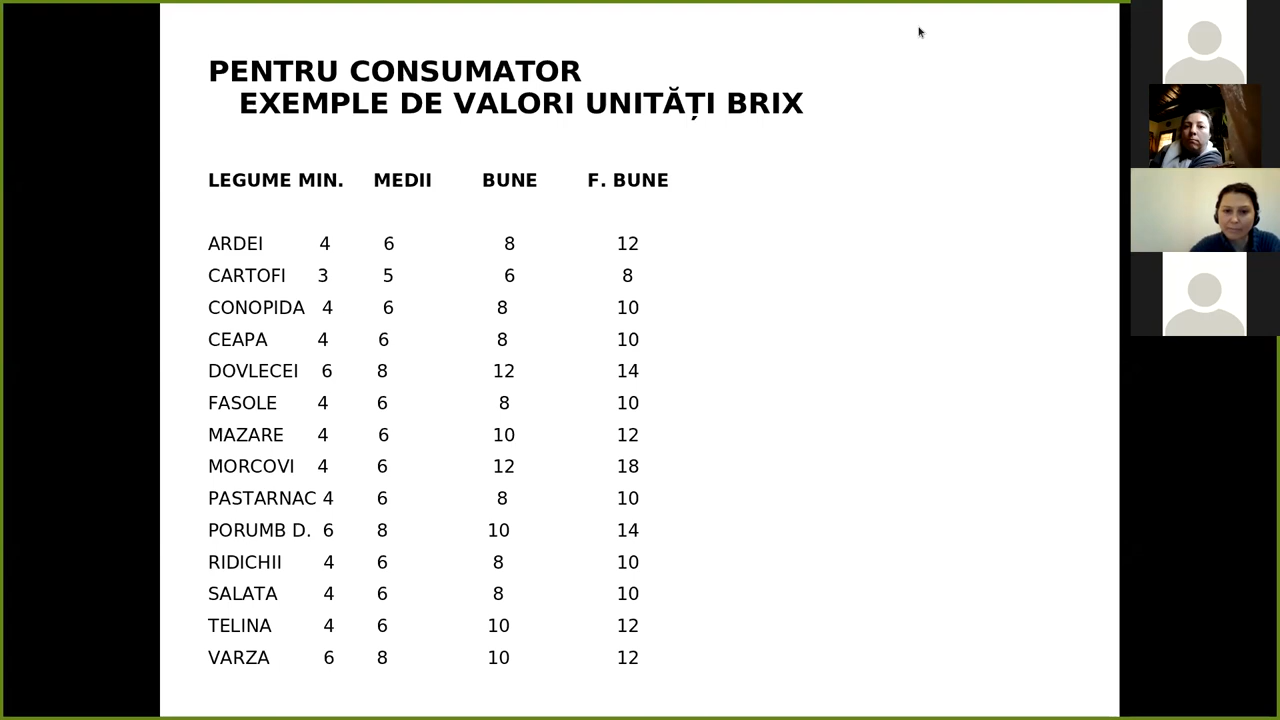 PENTRU CONSUMATOR
EXEMPLE DE VALORI UNITĂȚI BRIX
LEGUME MIN. MEDII BUNE F. BUNE
ARDEI 4 6 8 12
CARTOFI 3 5 6 8
CONOPIDA 4 6 8 10
CEAPA 4 6 8 10
DOVLECEI 6 8 12 14
FASOLE 4 6 8 10
MAZARE 4 6 10 12
MORCOVI 4 6 12 18
PASTARNAC 4 6 8 10
PORUMB D. 6 8 10 14
RIDICHII 4 6 8 10
SALATA 4 6 8 10
TELINA 4 6 10 12
VARZA 6 8 10 12